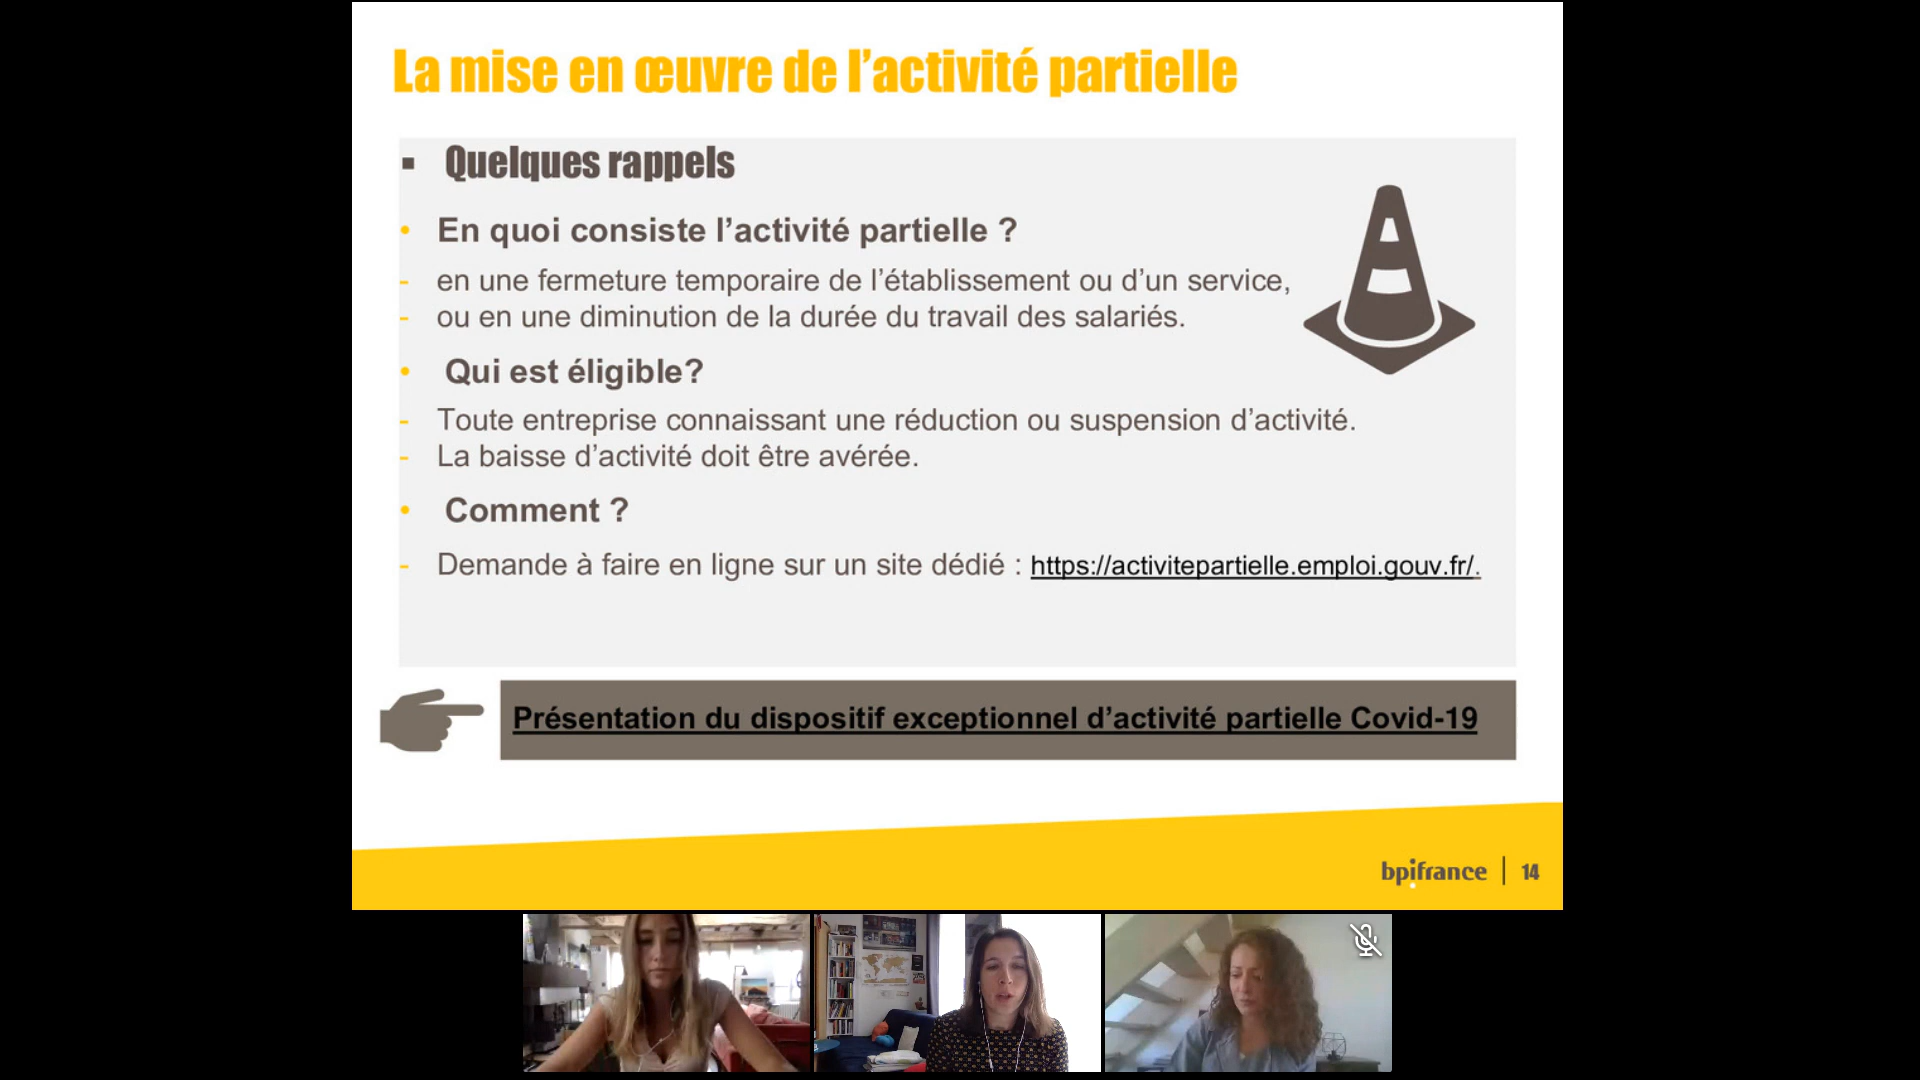 La mise en œuvre de l’activité partielle
▪ Quelques rappels
• En quoi consiste l’activité partielle ?
- en une fermeture temporaire de l’établissement ou d’un service,
- ou en une diminution de la durée du travail des salariés.
• Qui est éligible?
- Toute entreprise connaissant une réduction ou suspension d’activité.
- La baisse d’activité doit être avérée.
• Comment ?
- Demande à faire en ligne sur un site dédié : https://activitepartielle.emploi.gouv.fr/.
Présentation du dispositif exceptionnel d’activité partielle Covid-19
bpifrance | 14